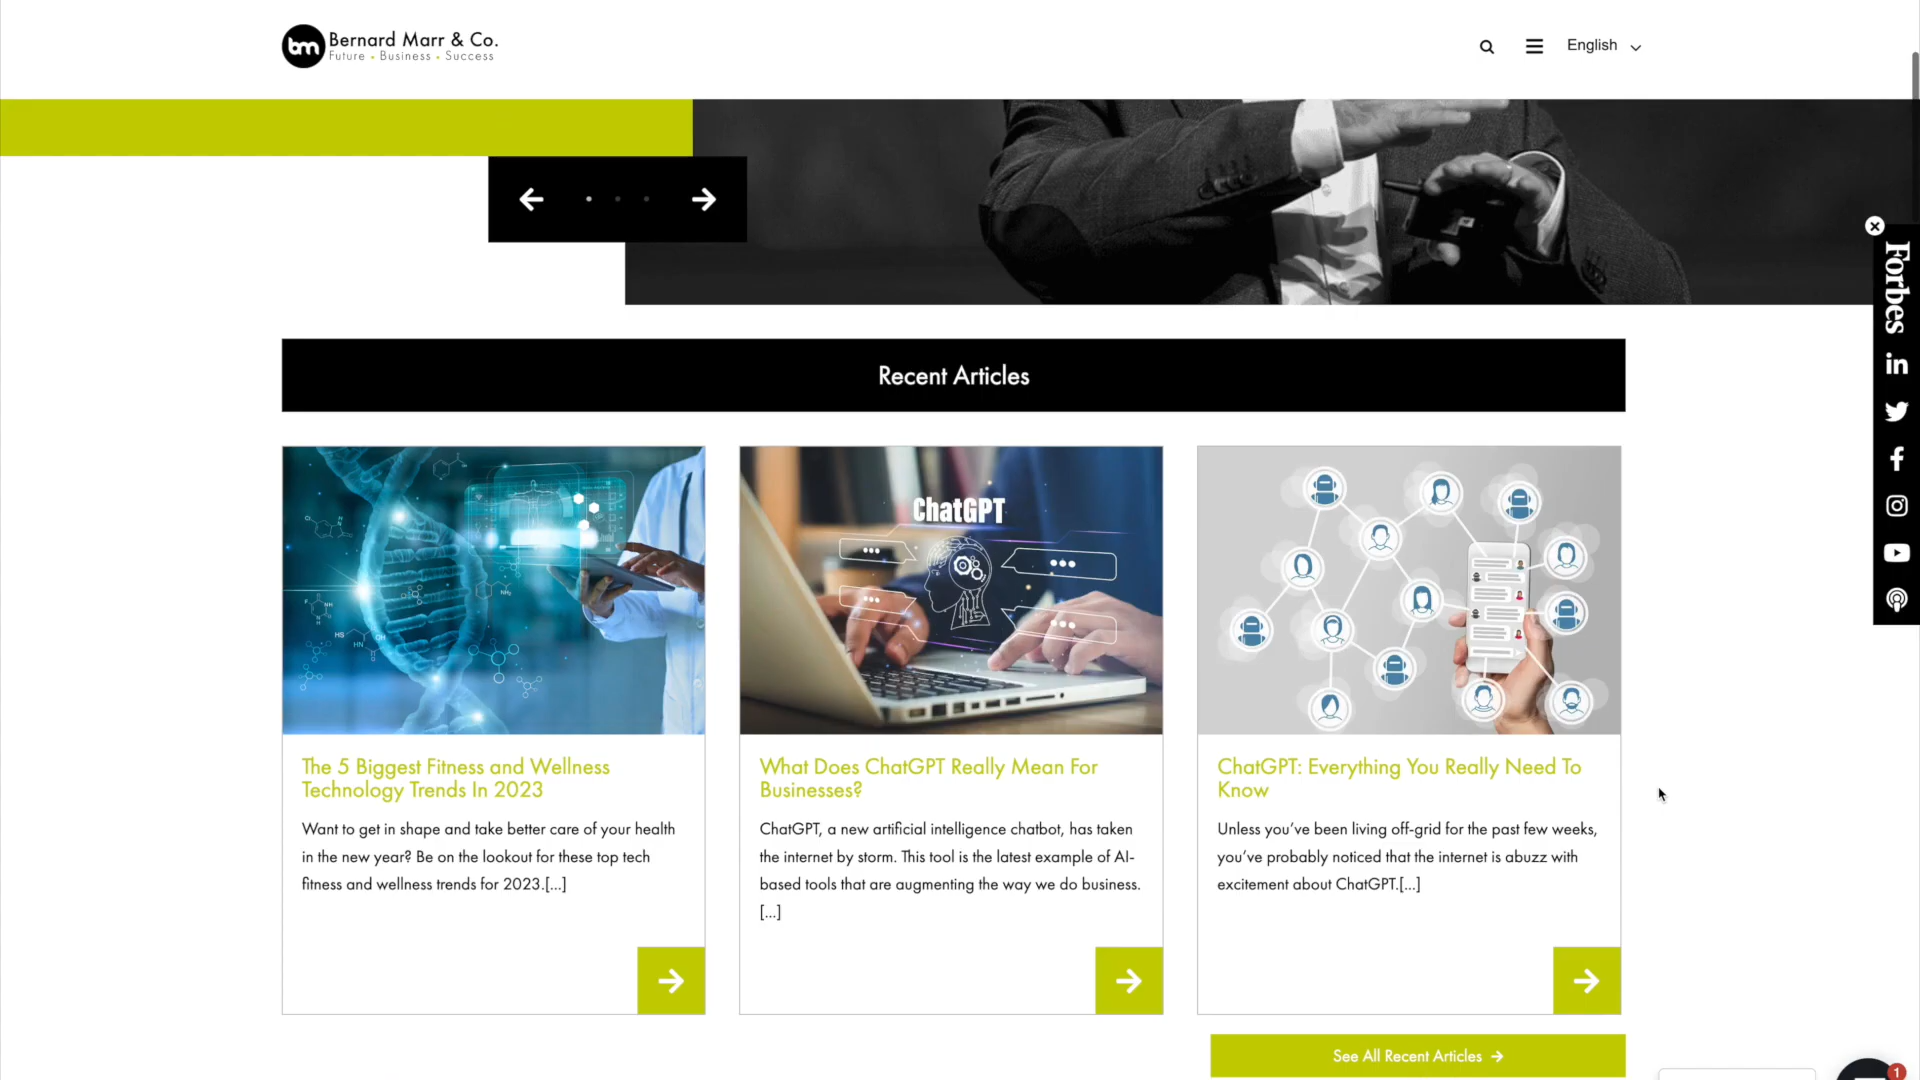 bm
Bernard Marr & Co.
Future • Business • Success
English
Forbes
in
Recent Articles
ChatGPT
HS
OH
HN
NH₂
The 5 Biggest Fitness and Wellness
Technology Trends In 2023
Want to get in shape and take better care of your health
in the new year? Be on the lookout for these top tech
fitness and wellness trends for 2023.[...]
What Does ChatGPT Really Mean For
Businesses?
ChatGPT, a new artificial intelligence chatbot, has taken
the internet by storm. This tool is the latest example of AI-
based tools that are augmenting the way we do business.
[...]
ChatGPT: Everything You Really Need To
Know
Unless you’ve been living off-grid for the past few weeks,
you’ve probably noticed that the internet is abuzz with
excitement about ChatGPT.[...]
See All Recent Articles
1